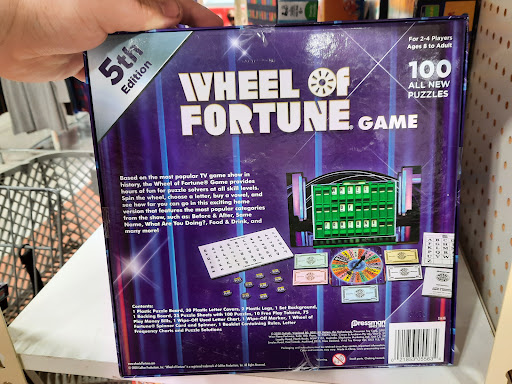 5th
Edition
For 2-4 Players
Ages 8 to Adult
WHEEL OF
FORTUNE GAME
100
ALL NEW
PUZZLES
Based on the most popular TV game show in
history, the Wheel of Fortune® Game provides
hours of fun for puzzle solvers at all skill levels.
Spin the wheel, choose a letter, buy a vowel, and
see how far you can go in this exciting home
version that features the most popular categories
from the show, such as: Before & After, Same
Name, What Are You Doing?, Food & Drink, and
many more!
Contents:
1 Plastic Puzzle Board, 30 Plastic Letter Covers, 2 Plastic Legs, 1 Set Background,
1 Backing Board, 25 Puzzle Sheets with 100 Puzzles, 10 Free Play Tokens, 72
Play Money Bills, 1 Wipe-Off Used Letter Board, 1 Wipe-Off Marker, 1 Wheel of
Fortune® Spinner Card and Spinner, 1 Booklet Containing Rules, Letter
Frequency Charts and Puzzle Solutions
Pressman